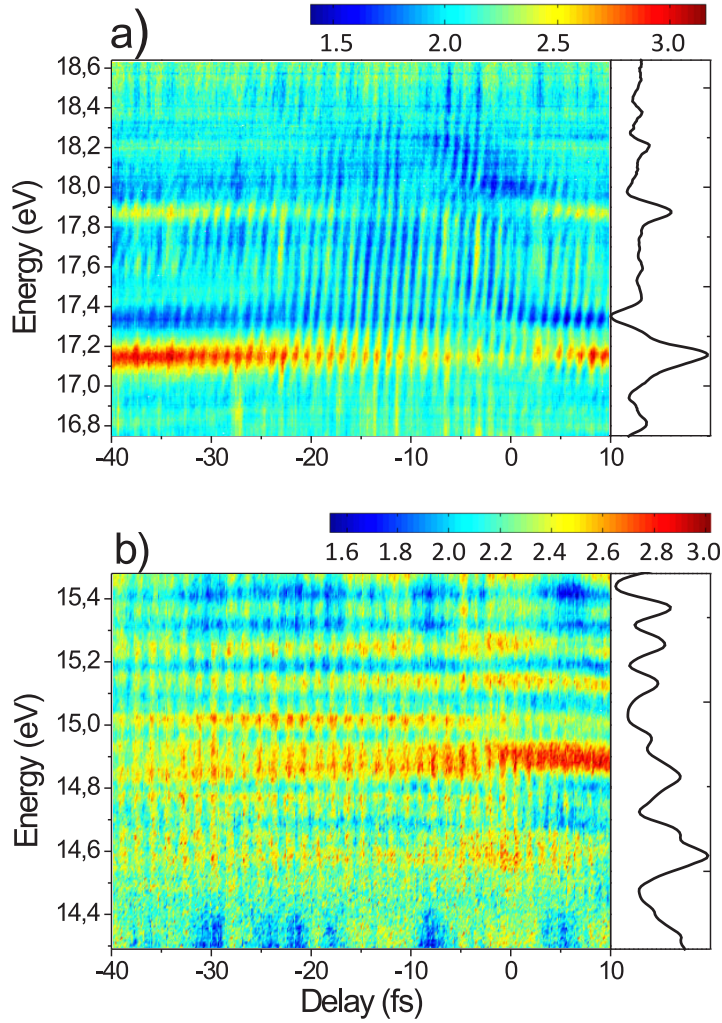 a)
1.5 2.0 2.5 3.0
18,6
18,4
18,2
18,0
17,8
17,6
17,4
17,2
17,0
16,8
Energy (eV)
-40 -30 -20 -10 0 10
b)
1.6 1.8 2.0 2.2 2.4 2.6 2.8 3.0
15,4
15,2
15,0
14,8
14,6
14,4
Energy (eV)
-40 -30 -20 -10 0 10
Delay (fs)